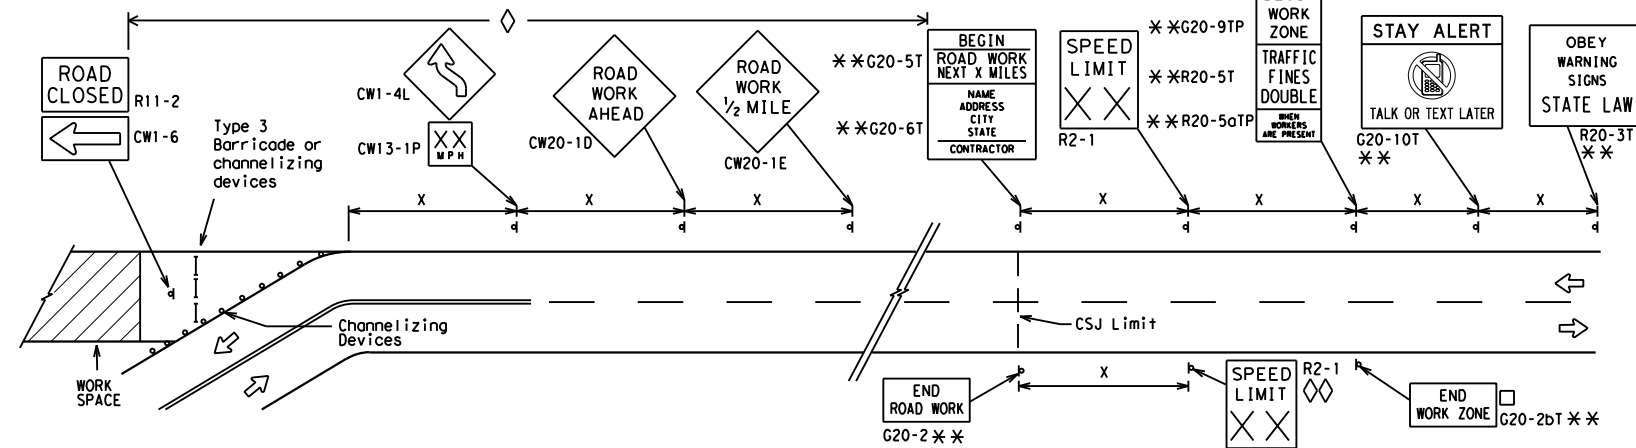 ROAD
CLOSED
R11-2
CW1-6
Type 3
Barricade or
channelizing
devices
CW1-4L
XX
MPH
CW13-1P
ROAD
WORK
AHEAD
CW20-1D
ROAD
WORK
1/2 MILE
CW20-1E
**G20-5T
**G20-6T
BEGIN
ROAD WORK
NEXT X MILES
NAME
ADDRESS
CITY
STATE
CONTRACTOR
SPEED
LIMIT
XX
R2-1
**G20-9TP
**R20-5T
**R20-5aTP
WORK
ZONE
TRAFFIC
FINES
DOUBLE
WHEN
WORKERS
ARE PRESENT
STAY ALERT
TALK OR TEXT LATER
G20-10T
**
OBEY
WARNING
SIGNS
STATE LAW
R20-3T
**
X
X
X
X
X
X
X
Channelizing
Devices
CSJ Limit
WORK
SPACE
X
END
ROAD WORK
G20-2**
SPEED
LIMIT
XX
R2-1
END
WORK ZONE
G20-2bT**